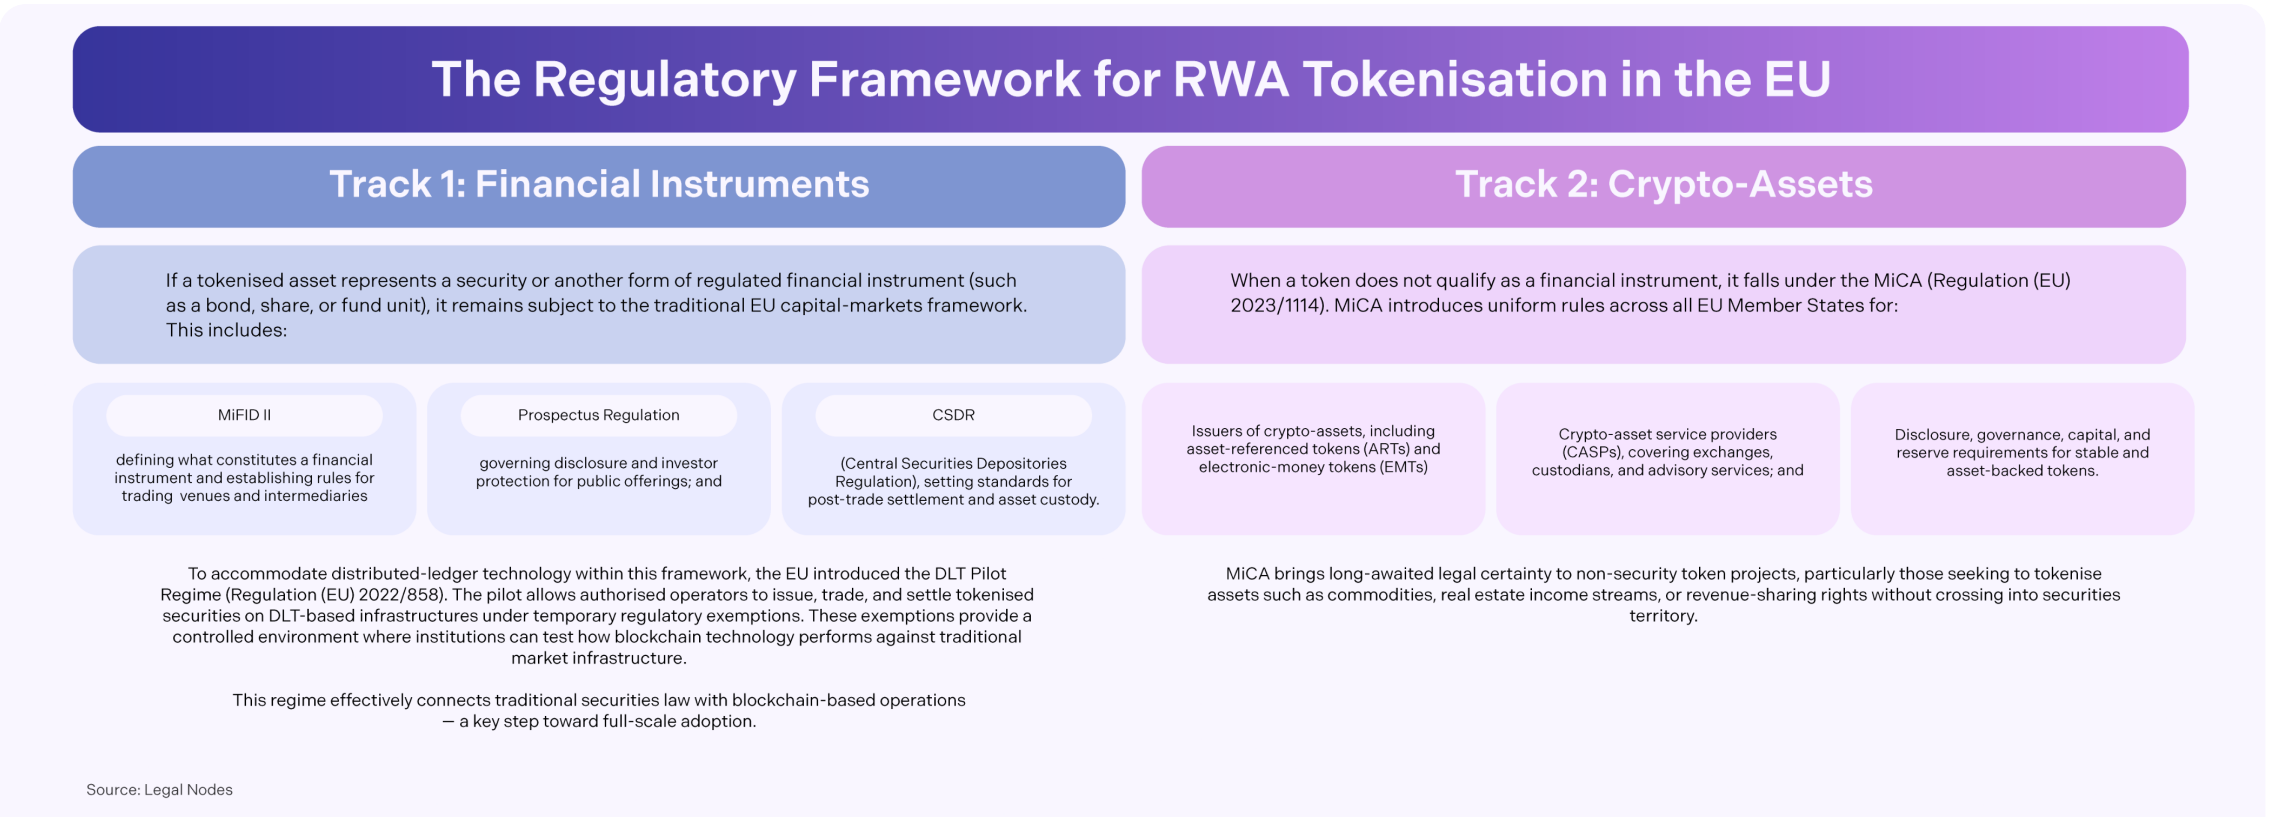 The Regulatory Framework for RWA Tokenisation in the EU
Track 1: Financial Instruments
If a tokenised asset represents a security or another form of regulated financial instrument (such
as a bond, share, or fund unit), it remains subject to the traditional EU capital-markets framework.
This includes:
MiFID II
defining what constitutes a financial
instrument and establishing rules for
trading venues and intermediaries
Prospectus Regulation
governing disclosure and investor
protection for public offerings; and
CSDR
(Central Securities Depositories
Regulation), setting standards for
post-trade settlement and asset custody.
To accommodate distributed-ledger technology within this framework, the EU introduced the DLT Pilot
Regime (Regulation (EU) 2022/858). The pilot allows authorised operators to issue, trade, and settle tokenised
securities on DLT-based infrastructures under temporary regulatory exemptions. These exemptions provide a
controlled environment where institutions can test how blockchain technology performs against traditional
market infrastructure.
This regime effectively connects traditional securities law with blockchain-based operations
— a key step toward full-scale adoption.
Track 2: Crypto-Assets
When a token does not qualify as a financial instrument, it falls under the MiCA (Regulation (EU)
2023/1114). MiCA introduces uniform rules across all EU Member States for:
Issuers of crypto-assets, including
asset-referenced tokens (ARTs) and
electronic-money tokens (EMTs)
Crypto-asset service providers
(CASPs), covering exchanges,
custodians, and advisory services; and
Disclosure, governance, capital, and
reserve requirements for stable and
asset-backed tokens.
MiCA brings long-awaited legal certainty to non-security token projects, particularly those seeking to tokenise
assets such as commodities, real estate income streams, or revenue-sharing rights without crossing into securities
territory.
Source: Legal Nodes